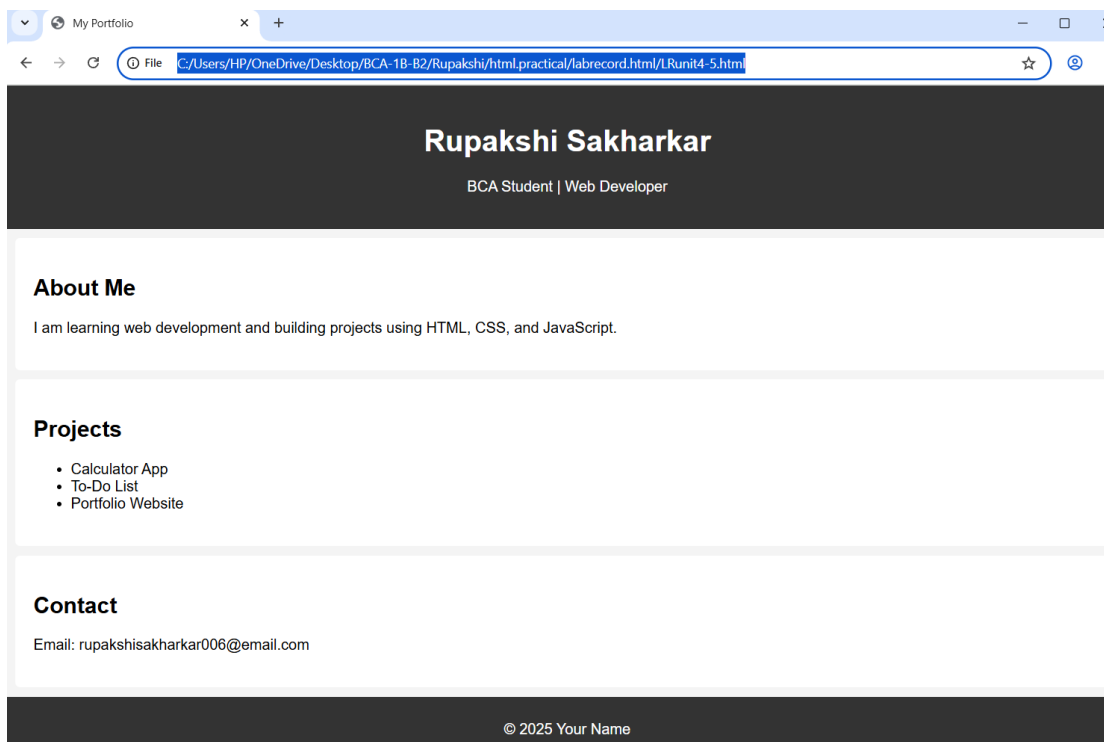 My Portfolio
File C:/Users/HP/OneDrive/Desktop/BCA-1B-B2/Rupakshi/html.practical/labrecord.html/LRunit4-5.html
Rupakshi Sakharkar
BCA Student | Web Developer
About Me
I am learning web development and building projects using HTML, CSS, and JavaScript.
Projects
• Calculator App
• To-Do List
• Portfolio Website
Contact
Email: rupakshisakharkar006@email.com
© 2025 Your Name